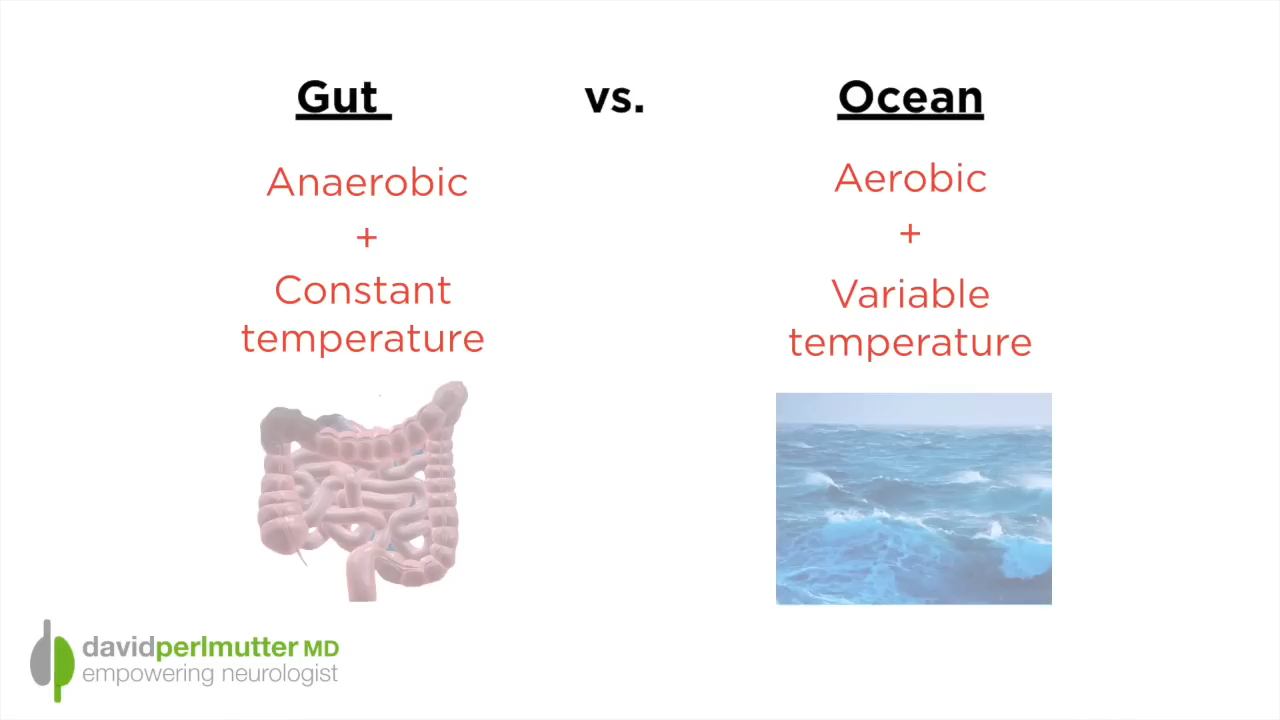 Gut vs. Ocean
Anaerobic
+
Constant
temperature
Aerobic
+
Variable
temperature
davidperlmutter MD
empowering neurologist